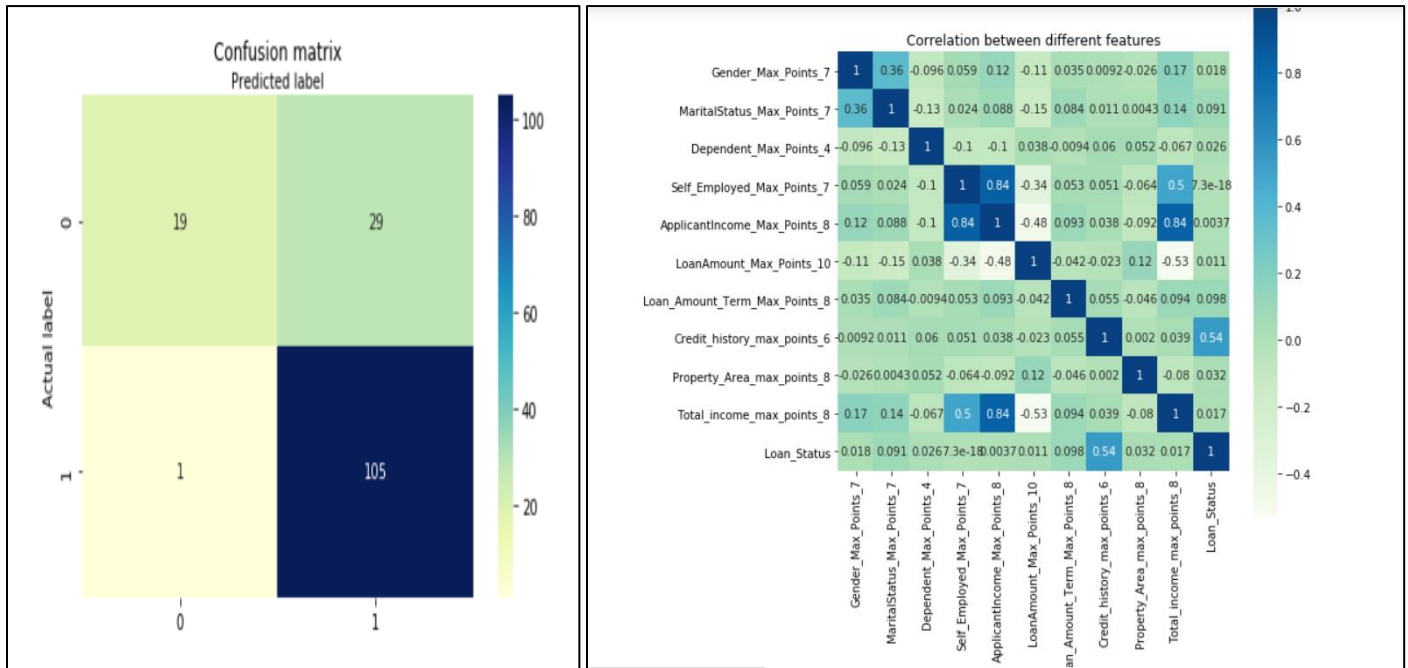 Confusion matrix
Predicted label
Actual label
0
19
29
1
1
105
0
1
100
80
60
40
20
Correlation between different features
Gender_Max_Points_7 1 0.36 -0.096 0.059 0.12 -0.11 0.035 0.0092 -0.026 0.17 0.018
MaritalStatus_Max_Points_7 0.36 1 -0.13 0.024 0.088 -0.15 0.084 0.011 0.0043 0.14 0.091
Dependent_Max_Points_4 -0.096 -0.13 1 -0.1 -0.1 0.038 -0.0094 0.06 0.052 -0.067 0.026
Self_Employed_Max_Points_7 0.059 0.024 -0.1 1 0.84 -0.34 0.053 0.051 -0.064 0.5 7.3e-18
ApplicantIncome_Max_Points_8 0.12 0.088 -0.1 0.84 1 -0.48 0.093 0.038 -0.092 0.84 0.0037
LoanAmount_Max_Points_10 -0.11 -0.15 0.038 -0.34 -0.48 1 -0.042 -0.023 0.12 -0.53 0.011
Loan_Amount_Term_Max_Points_8 0.035 0.084 -0.0094 0.053 0.093 -0.042 1 0.055 -0.046 0.094 0.098
Credit_history_max_points_6 0.0092 0.011 0.06 0.051 0.038 -0.023 0.055 1 0.002 0.039 0.54
Property_Area_max_points_8 -0.026 0.0043 0.052 -0.064 -0.092 0.12 -0.046 0.002 1 -0.08 0.032
Total_income_max_points_8 0.17 0.14 -0.067 0.5 0.84 -0.53 0.094 0.039 -0.08 1 0.017
Loan_Status 0.018 0.091 0.026 7.3e-18 0.0037 0.011 0.098 0.54 0.032 0.017 1
Gender_Max_Points_7
MaritalStatus_Max_Points_7
Dependent_Max_Points_4
Self_Employed_Max_Points_7
ApplicantIncome_Max_Points_8
LoanAmount_Max_Points_10
an_Amount_Term_Max_Points_8
Credit_history_max_points_6
Property_Area_max_points_8
Total_income_max_points_8
Loan_Status
0.8
0.6
0.4
0.2
0.0
−0.2
−0.4